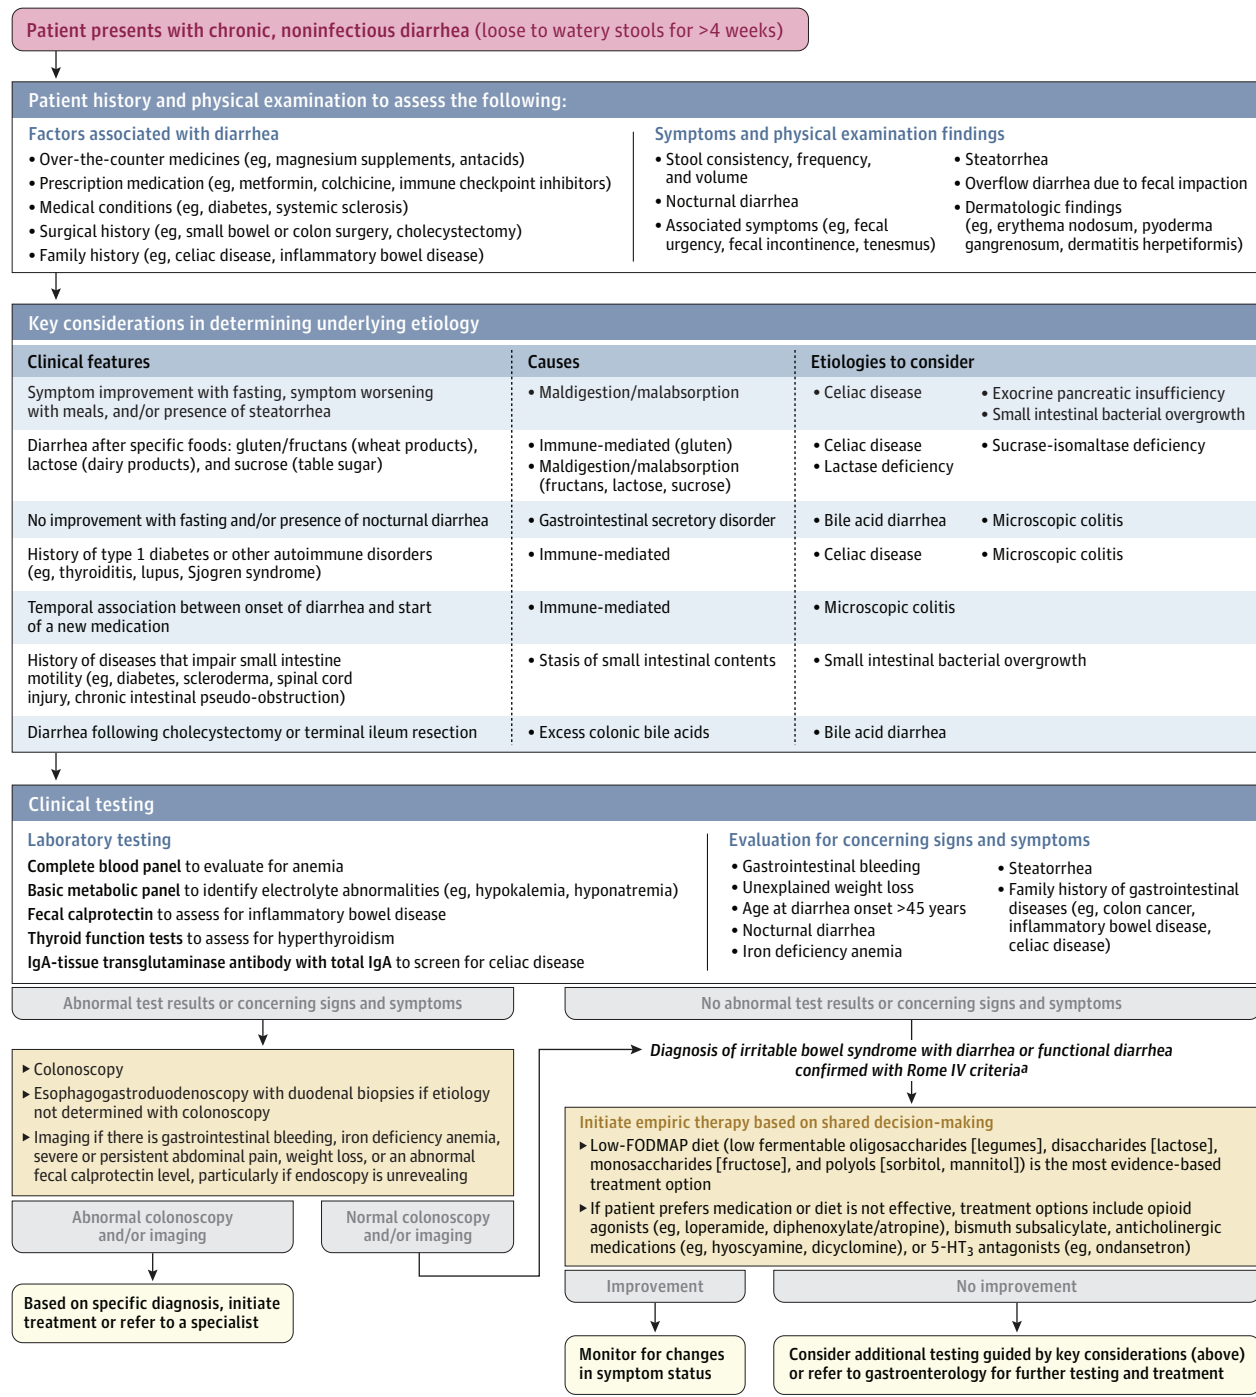 Patient presents with chronic, noninfectious diarrhea (loose to watery stools for >4 weeks)
Patient history and physical examination to assess the following:
Factors associated with diarrhea
• Over-the-counter medicines (eg, magnesium supplements, antacids)
• Prescription medication (eg, metformin, colchicine, immune checkpoint inhibitors)
• Medical conditions (eg, diabetes, systemic sclerosis)
• Surgical history (eg, small bowel or colon surgery, cholecystectomy)
• Family history (eg, celiac disease, inflammatory bowel disease)
Symptoms and physical examination findings
• Stool consistency, frequency,
and volume
• Nocturnal diarrhea
• Associated symptoms (eg, fecal
urgency, fecal incontinence, tenesmus)
• Steatorrhea
• Overflow diarrhea due to fecal impaction
• Dermatologic findings
(eg, erythema nodosum, pyoderma
gangrenosum, dermatitis herpetiformis)
Key considerations in determining underlying etiology
Clinical features
Causes
Etiologies to consider
Symptom improvement with fasting, symptom worsening
with meals, and/or presence of steatorrhea
• Maldigestion/malabsorption
• Celiac disease
• Exocrine pancreatic insufficiency
• Small intestinal bacterial overgrowth
Diarrhea after specific foods: gluten/fructans (wheat products),
lactose (dairy products), and sucrose (table sugar)
• Immune-mediated (gluten)
• Maldigestion/malabsorption
(fructans, lactose, sucrose)
• Celiac disease
• Lactase deficiency
• Sucrase-isomaltase deficiency
No improvement with fasting and/or presence of nocturnal diarrhea
• Gastrointestinal secretory disorder
• Bile acid diarrhea
• Microscopic colitis
History of type 1 diabetes or other autoimmune disorders
(eg, thyroiditis, lupus, Sjogren syndrome)
• Immune-mediated
• Celiac disease
• Microscopic colitis
Temporal association between onset of diarrhea and start
of a new medication
• Immune-mediated
• Microscopic colitis
History of diseases that impair small intestine
motility (eg, diabetes, scleroderma, spinal cord
injury, chronic intestinal pseudo-obstruction)
• Stasis of small intestinal contents
• Small intestinal bacterial overgrowth
Diarrhea following cholecystectomy or terminal ileum resection
• Excess colonic bile acids
• Bile acid diarrhea
Clinical testing
Laboratory testing
Complete blood panel to evaluate for anemia
Basic metabolic panel to identify electrolyte abnormalities (eg, hypokalemia, hyponatremia)
Fecal calprotectin to assess for inflammatory bowel disease
Thyroid function tests to assess for hyperthyroidism
IgA-tissue transglutaminase antibody with total IgA to screen for celiac disease
Evaluation for concerning signs and symptoms
• Gastrointestinal bleeding
• Unexplained weight loss
• Age at diarrhea onset >45 years
• Nocturnal diarrhea
• Iron deficiency anemia
• Steatorrhea
• Family history of gastrointestinal
diseases (eg, colon cancer,
inflammatory bowel disease,
celiac disease)
Abnormal test results or concerning signs and symptoms
No abnormal test results or concerning signs and symptoms
▸ Colonoscopy
▸ Esophagogastroduodenoscopy with duodenal biopsies if etiology
not determined with colonoscopy
▸ Imaging if there is gastrointestinal bleeding, iron deficiency anemia,
severe or persistent abdominal pain, weight loss, or an abnormal
fecal calprotectin level, particularly if endoscopy is unrevealing
Abnormal colonoscopy
and/or imaging
Normal colonoscopy
and/or imaging
Based on specific diagnosis, initiate
treatment or refer to a specialist
Diagnosis of irritable bowel syndrome with diarrhea or functional diarrhea
confirmed with Rome IV criteriaᵃ
Initiate empiric therapy based on shared decision-making
▸ Low-FODMAP diet (low fermentable oligosaccharides [legumes], disaccharides [lactose],
monosaccharides [fructose], and polyols [sorbitol, mannitol]) is the most evidence-based
treatment option
▸ If patient prefers medication or diet is not effective, treatment options include opioid
agonists (eg, loperamide, diphenoxylate/atropine), bismuth subsalicylate, anticholinergic
medications (eg, hyoscyamine, dicyclomine), or 5-HT₃ antagonists (eg, ondansetron)
Improvement
No improvement
Monitor for changes
in symptom status
Consider additional testing guided by key considerations (above)
or refer to gastroenterology for further testing and treatment